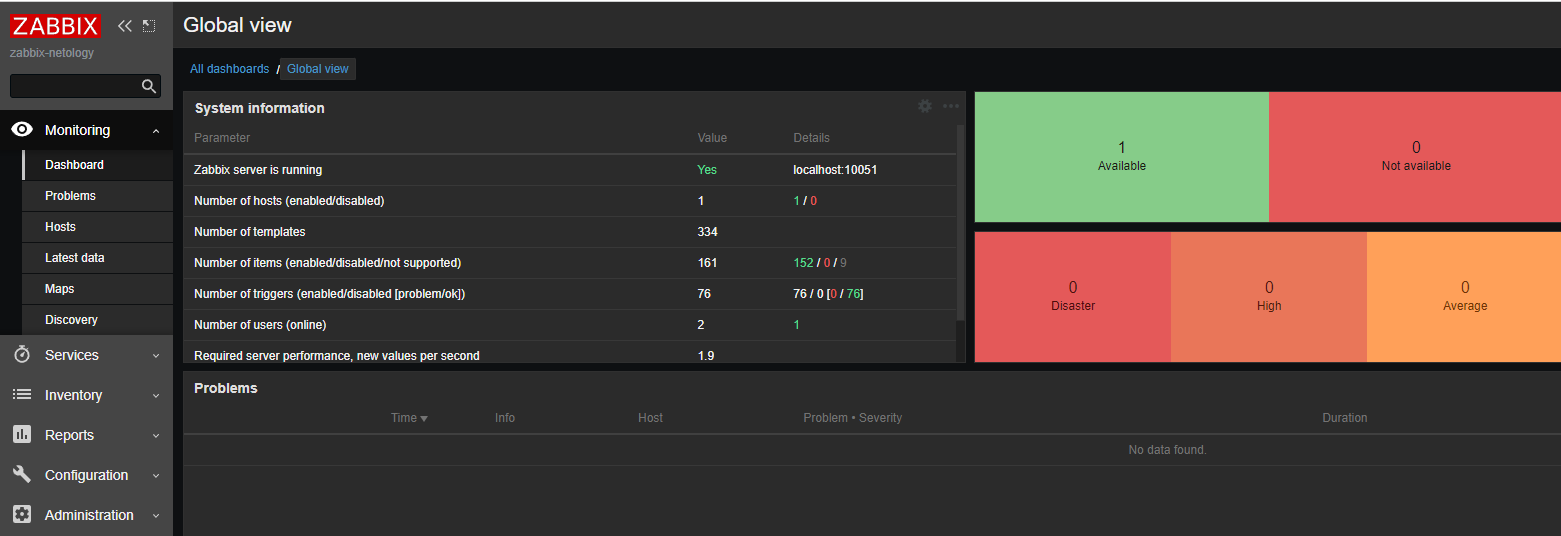 ZABBIX
zabbix-netology
Monitoring
Dashboard
Problems
Hosts
Latest data
Maps
Discovery
Services
Inventory
Reports
Configuration
Administration
Global view
All dashboards / Global view
System information
Parameter Value Details
Zabbix server is running Yes localhost:10051
Number of hosts (enabled/disabled) 1 1 / 0
Number of templates 334
Number of items (enabled/disabled/not supported) 161 152 / 0 / 9
Number of triggers (enabled/disabled [problem/ok]) 76 76 / 0 [0 / 76]
Number of users (online) 2 1
Required server performance, new values per second 1.9
1
Available
0
Not available
0
Disaster
0
High
0
Average
Problems
Time Info Host Problem • Severity Duration
No data found.